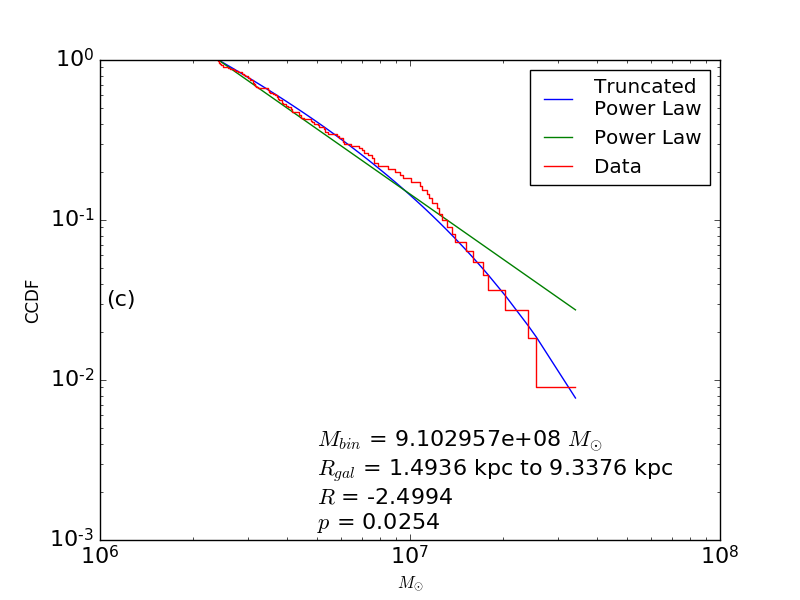 10⁰
10⁻¹
10⁻²
10⁻³
CCDF
(c)
Truncated
Power Law
Power Law
Data
M_bin = 9.102957e+08 M_⊙
R_gal = 1.4936 kpc to 9.3376 kpc
R = -2.4994
p = 0.0254
10⁶ 10⁷ 10⁸
M_⊙